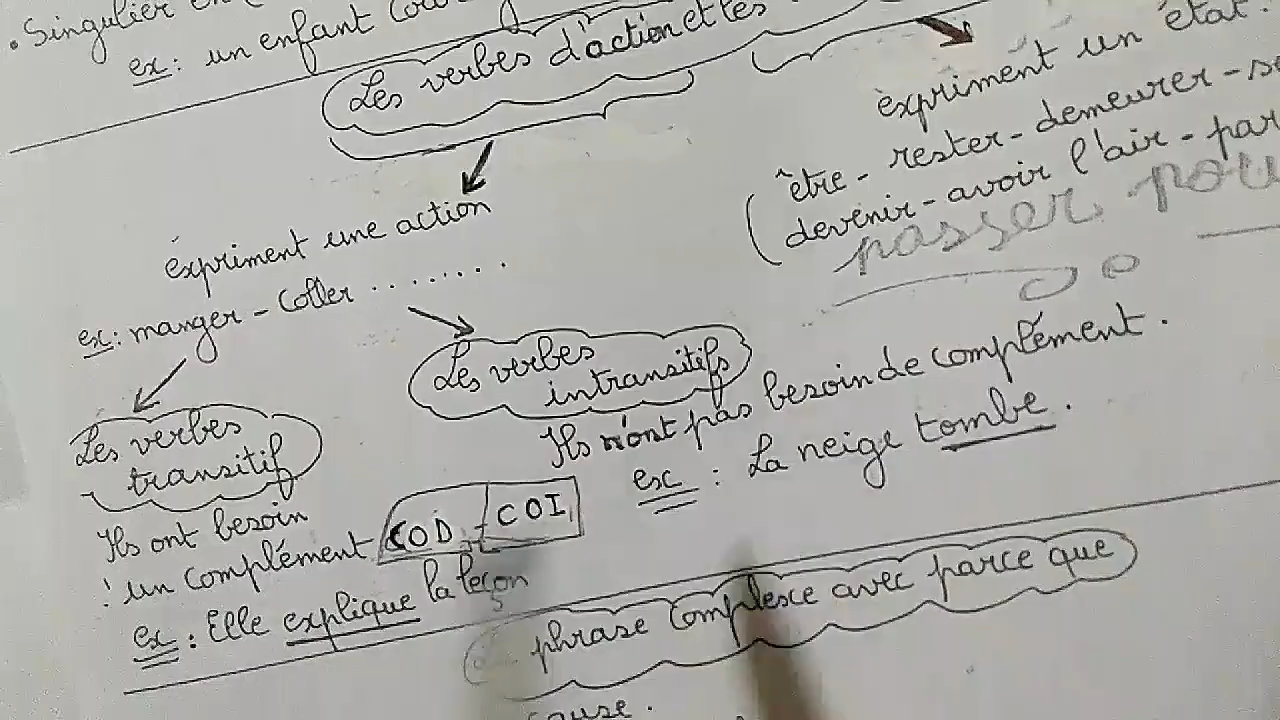 . Singulier en
ex : un enfant
Les verbes d'action et les
expriment une action
ex : manger - Coller ........
expriment un état.
(être - rester - demeurer - se
devenir - avoir l'air - par
passer pou
Les verbes
intransitifs
Ils n'ont pas besoin de complément.
ex : La neige tombe.
Les verbes
transitif
Ils ont besoin
un complément COD - COI
ex : Elle explique la leçon
phrase complexe avec parce que
cause.